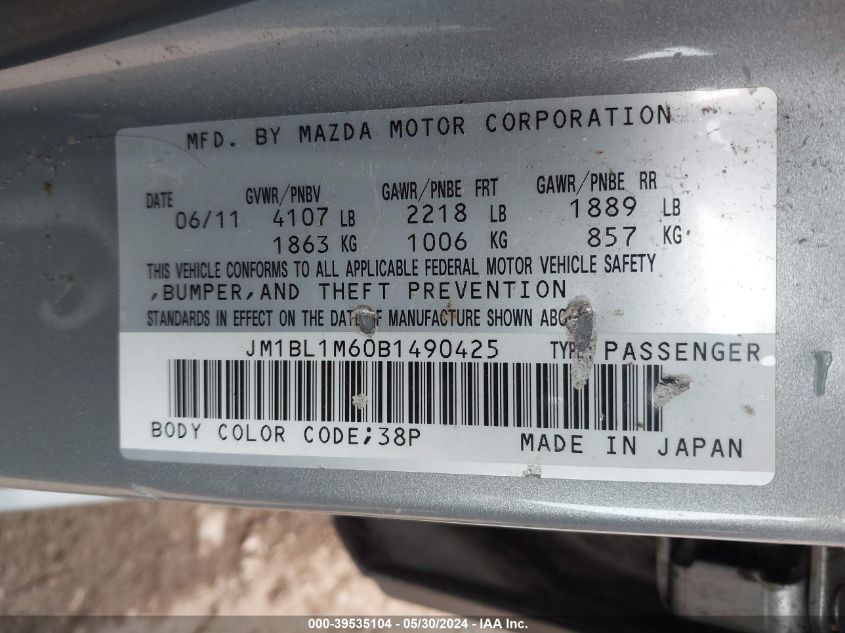 MFD. BY MAZDA MOTOR CORPORATION
DATE GVWR/PNBV GAWR/PNBE FRT GAWR/PNBE RR
06/11 4107 LB 2218 LB 1889 LB
1863 KG 1006 KG 857 KG
THIS VEHICLE CONFORMS TO ALL APPLICABLE FEDERAL MOTOR VEHICLE SAFETY
,BUMPER,AND THEFT PREVENTION
STANDARDS IN EFFECT ON THE DATE OF MANUFACTURE SHOWN
JM1BL1M60B1490425 PASSENGER
BODY COLOR CODE;38P MADE IN JAPAN
000-39535104 - 05/30/2024 - IAA Inc.